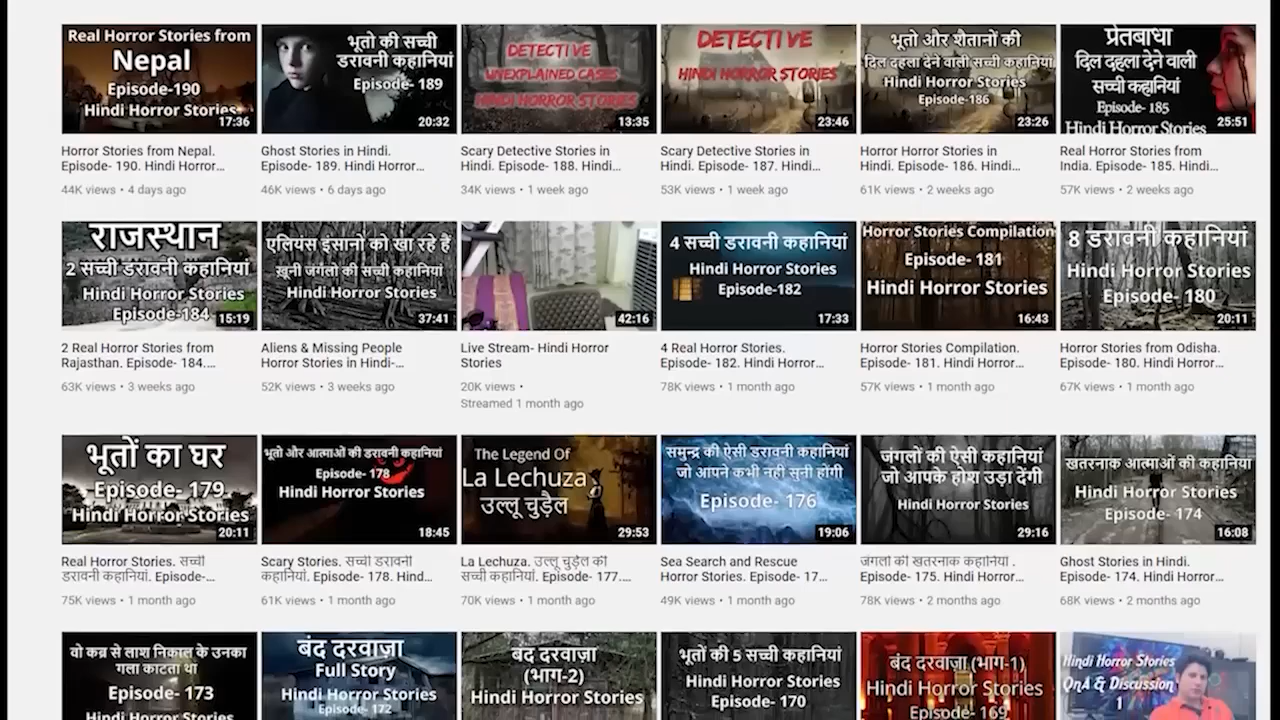 Real Horror Stories from
Nepal
Episode-190
Hindi Horror Stories
17:36
Horror Stories from Nepal.
Episode- 190. Hindi Horror...
44K views • 4 days ago
भूतो की सच्ची
डरावनी कहानियां
Episode- 189
20:32
Ghost Stories in Hindi.
Episode- 189. Hindi Horror...
46K views • 6 days ago
DETECTIVE
UNEXPLAINED CASES
HINDI HORROR STORIES
13:35
Scary Detective Stories in
Hindi. Episode- 188. Hindi...
34K views • 1 week ago
DETECTIVE
HINDI HORROR STORIES
23:46
Scary Detective Stories in
Hindi. Episode- 187. Hindi...
53K views • 1 week ago
भूतो और शैतानों की
दिल दहला देने वाली सच्ची कहानियां
Hindi Horror Stories
Episode-186
23:26
Horror Horror Stories in
Hindi. Episode- 186. Hindi...
61K views • 2 weeks ago
प्रेतबाधा
दिल दहला देने वाली
सच्ची कहानियां
Episode- 185
Hindi Horror Stories
25:51
Real Horror Stories from
India. Episode- 185. Hindi...
57K views • 2 weeks ago
राजस्थान
2 सच्ची डरावनी कहानियां
Hindi Horror Stories
Episode-184
15:19
2 Real Horror Stories from
Rajasthan. Episode- 184....
63K views • 3 weeks ago
एलियंस इंसानो को खा रहे हैं
ख़ूनी जंगलो की सच्ची कहानियां
Hindi Horror Stories
37:41
Aliens & Missing People
Horror Stories in Hindi-...
52K views • 3 weeks ago
42:16
Live Stream- Hindi Horror
Stories
20K views •
Streamed 1 month ago
4 सच्ची डरावनी कहानियां
Hindi Horror Stories
Episode-182
17:33
4 Real Horror Stories.
Episode- 182. Hindi Horror...
78K views • 1 month ago
Horror Stories Compilation
Episode- 181
Hindi Horror Stories
16:43
Horror Stories Compilation.
Episode- 181. Hindi Horror...
57K views • 1 month ago
8 डरावनी कहानियां
Hindi Horror Stories
Episode- 180
20:11
Horror Stories from Odisha.
Episode- 180. Hindi Horror...
67K views • 1 month ago
भूतों का घर
Episode- 179
Hindi Horror Stories
20:11
Real Horror Stories. सच्ची
डरावनी कहानियां. Episode-...
75K views • 1 month ago
भूतो और आत्माओं की डरावनी कहानियां
Episode- 178
Hindi Horror Stories
18:45
Scary Stories. सच्ची डरावनी
कहानियां. Episode- 178. Hind...
61K views • 1 month ago
The Legend Of
La Lechuza
उल्लू चुड़ैल
29:53
La Lechuza. उल्लू चुड़ैल की
सच्ची कहानियां. Episode- 177....
70K views • 1 month ago
समुन्द्र की ऐसी डरावनी कहानियां
जो आपने कभी नहीं सुनी होंगी
Episode- 176
19:06
Sea Search and Rescue
Horror Stories. Episode- 17...
49K views • 1 month ago
जंगलों की ऐसी कहानियां
जो आपके होश उड़ा देंगी
Hindi Horror Stories
29:16
जंगलों की खतरनाक कहानियां .
Episode- 175. Hindi Horror...
78K views • 2 months ago
खतरनाक आत्माओं की कहानियां
Hindi Horror Stories
Episode- 174
16:08
Ghost Stories in Hindi.
Episode- 174. Hindi Horror...
68K views • 2 months ago
वो कब्र से लाश निकाल के उनका
गला काटता था
Episode- 173
बंद दरवाज़ा
Full Story
Hindi Horror Stories
Episode- 172
बंद दरवाज़ा
(भाग-2)
Hindi Horror Stories
भूतों की 5 सच्ची कहानियां
Hindi Horror Stories
Episode- 170
बंद दरवाज़ा (भाग-1)
Hindi Horror Stories
Episode- 169
Hindi Horror Stories
QnA & Discussion
1